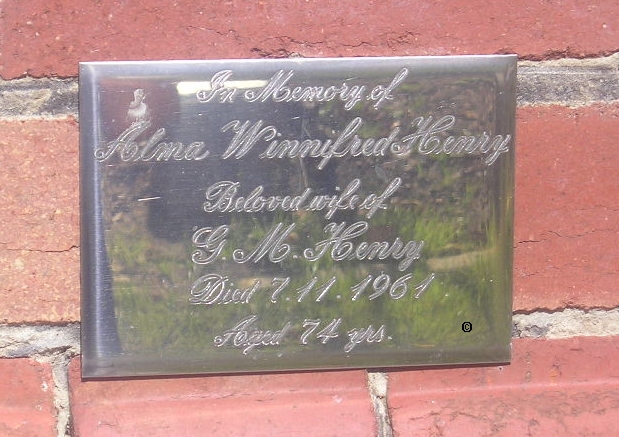 In Memory of
Alma Winnifred Henry
Beloved wife of
G. M. Henry
Died 7.11.1961
Aged 74 yrs.
©